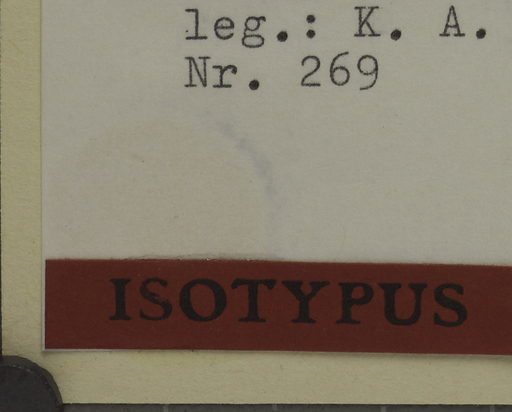 leg.: K. A.
Nr. 269
ISOTYPUS